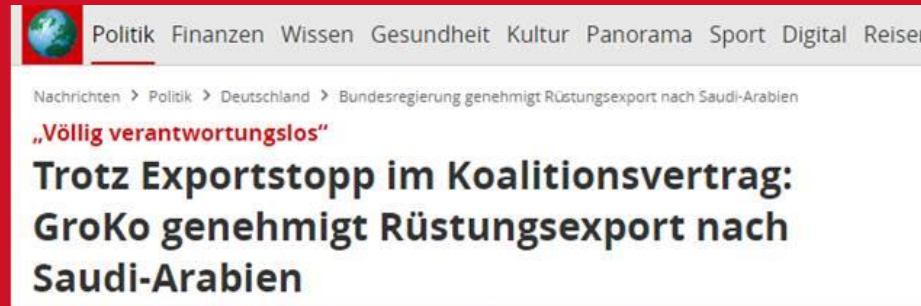 Politik Finanzen Wissen Gesundheit Kultur Panorama Sport Digital Reisen
Nachrichten > Politik > Deutschland > Bundesregierung genehmigt Rüstungsexport nach Saudi-Arabien
„Völlig verantwortungslos“
Trotz Exportstopp im Koalitionsvertrag:
GroKo genehmigt Rüstungsexport nach
Saudi-Arabien